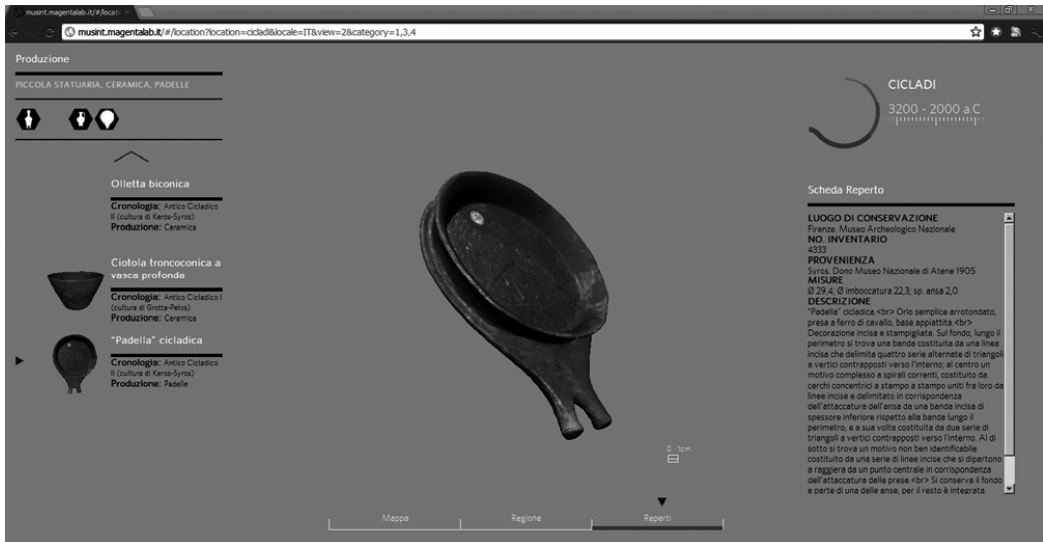 musint.magentalab.it/#/locati
musint.magentalab.it/#/location?location=cicladi&locale=IT&view=2&category=1,3,4
Produzione
PICCOLA STATUARIA, CERAMICA, PADELLE
Olletta biconica
Cronologia: Antico Cicladico
II (cultura di Keros-Syros)
Produzione: Ceramica
Ciotola troncoconica a
vasca profonda
Cronologia: Antico Cicladico I
(cultura di Grotta-Pelos)
Produzione: Ceramica
"Padella" cicladica
Cronologia: Antico Cicladico
II (cultura di Keros-Syros)
Produzione: Padelle
0 1cm
Mappa
Regione
Reperti
CICLADI
3200 - 2000 a.C
Scheda Reperto
LUOGO DI CONSERVAZIONE
Firenze. Museo Archeologico Nazionale
NO. INVENTARIO
4333
PROVENIENZA
Syros. Dono Museo Nazionale di Atene 1905
MISURE
Ø 29,4; Ø imboccatura 22,3; sp. ansa 2,0
DESCRIZIONE
"Padella" cicladica.<br> Orlo semplice arrotondato,
presa a ferro di cavallo, base appiattita.<br>
Decorazione incisa e stampigliata. Sul fondo, lungo il
perimetro si trova una banda costituita da una linea
incisa che delimita quattro serie alternate di triangoli
a vertici contrapposti verso l'interno; al centro un
motivo complesso a spirali correnti, costituito da
cerchi concentrici a stampo a stampo uniti fra loro da
linee incise e delimitato in corrispondenza
dell'attaccatura dell'ansa da una banda incisa di
spessore inferiore rispetto alla banda lungo il
perimetro, e a sua volta costituita da due serie di
triangoli a vertici contrapposti verso l'interno. Al di
sotto si trova un motivo non ben identificabile
costituito da una serie di linee incise che si dipartono
a raggiera da un punto centrale in corrispondenza
dell'attaccatura delle prese.<br> Si conserva il fondo
e parte di una delle anse, per il resto è integrata.